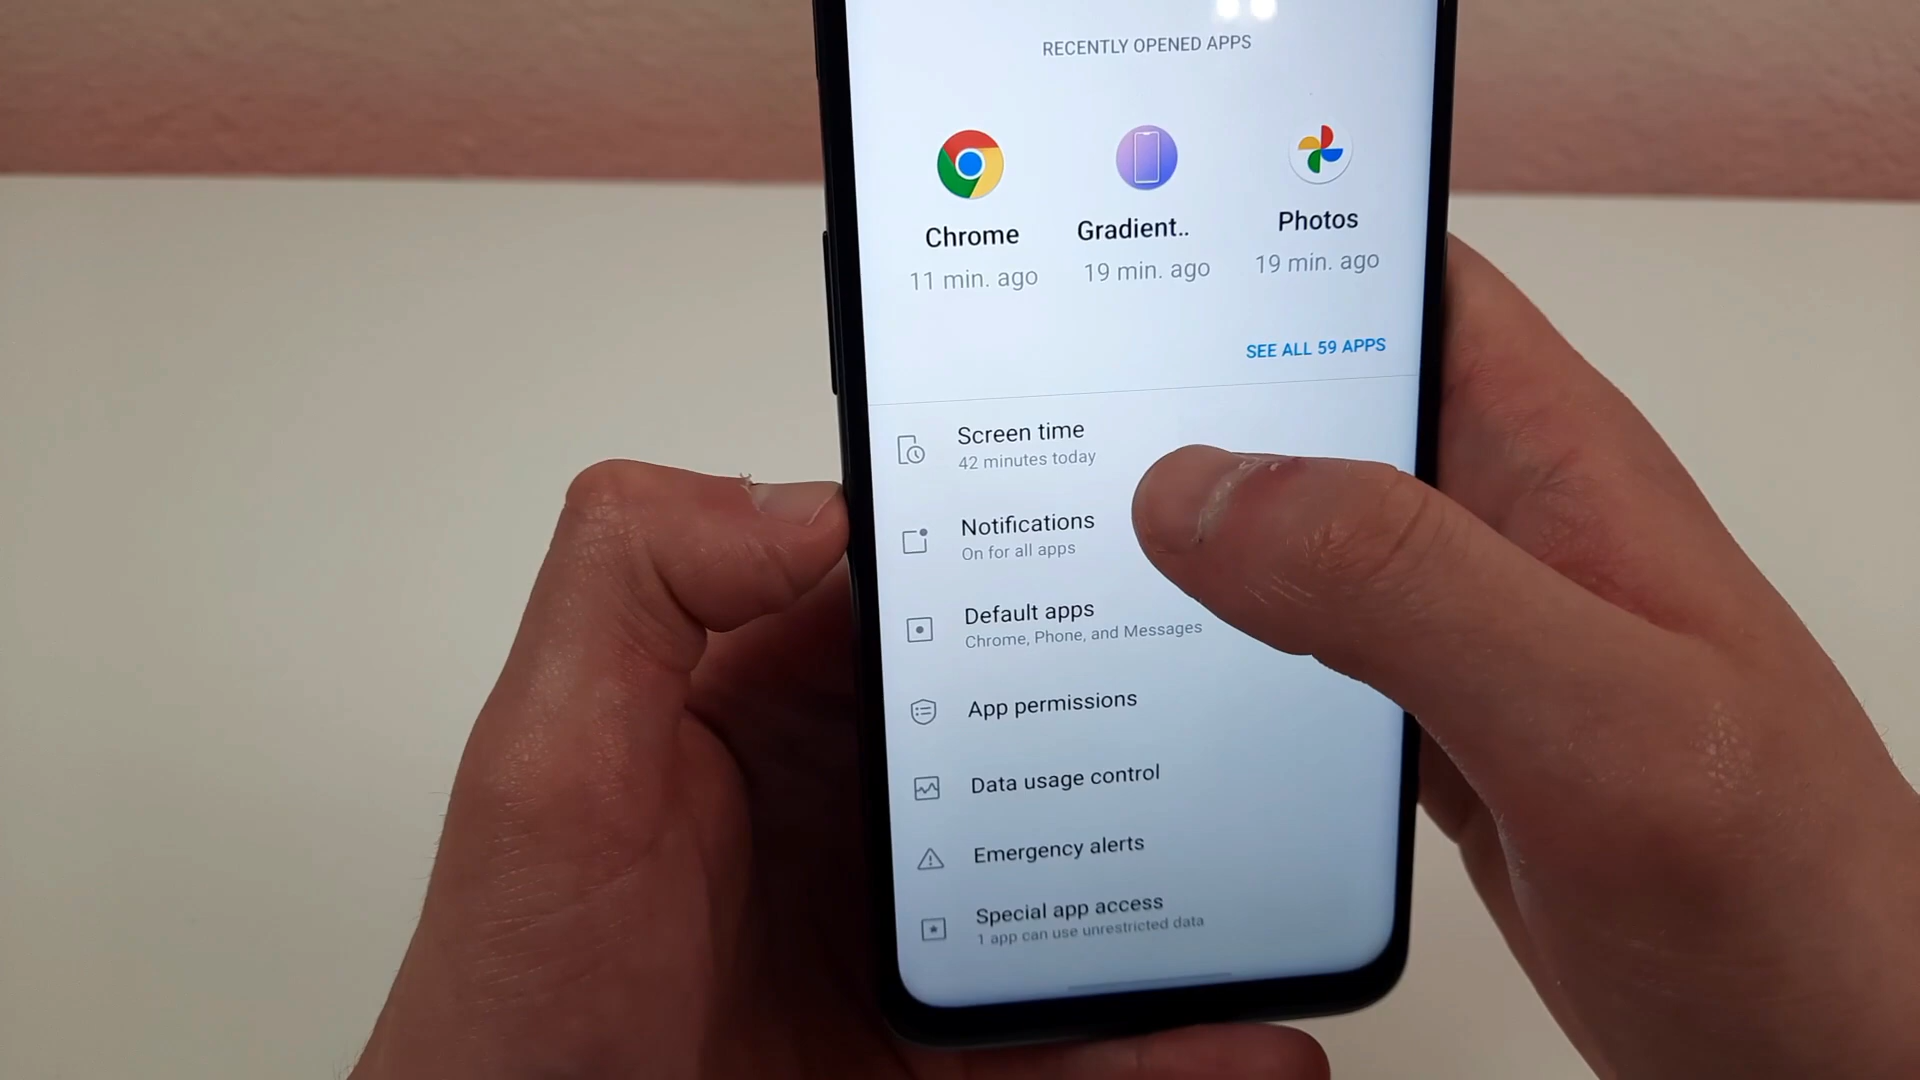 RECENTLY OPENED APPS
Chrome
Gradient..
Photos
11 min. ago
19 min. ago
19 min. ago
SEE ALL 59 APPS
Screen time
42 minutes today
Notifications
On for all apps
Default apps
Chrome, Phone, and Messages
App permissions
Data usage control
Emergency alerts
Special app access
1 app can use unrestricted data